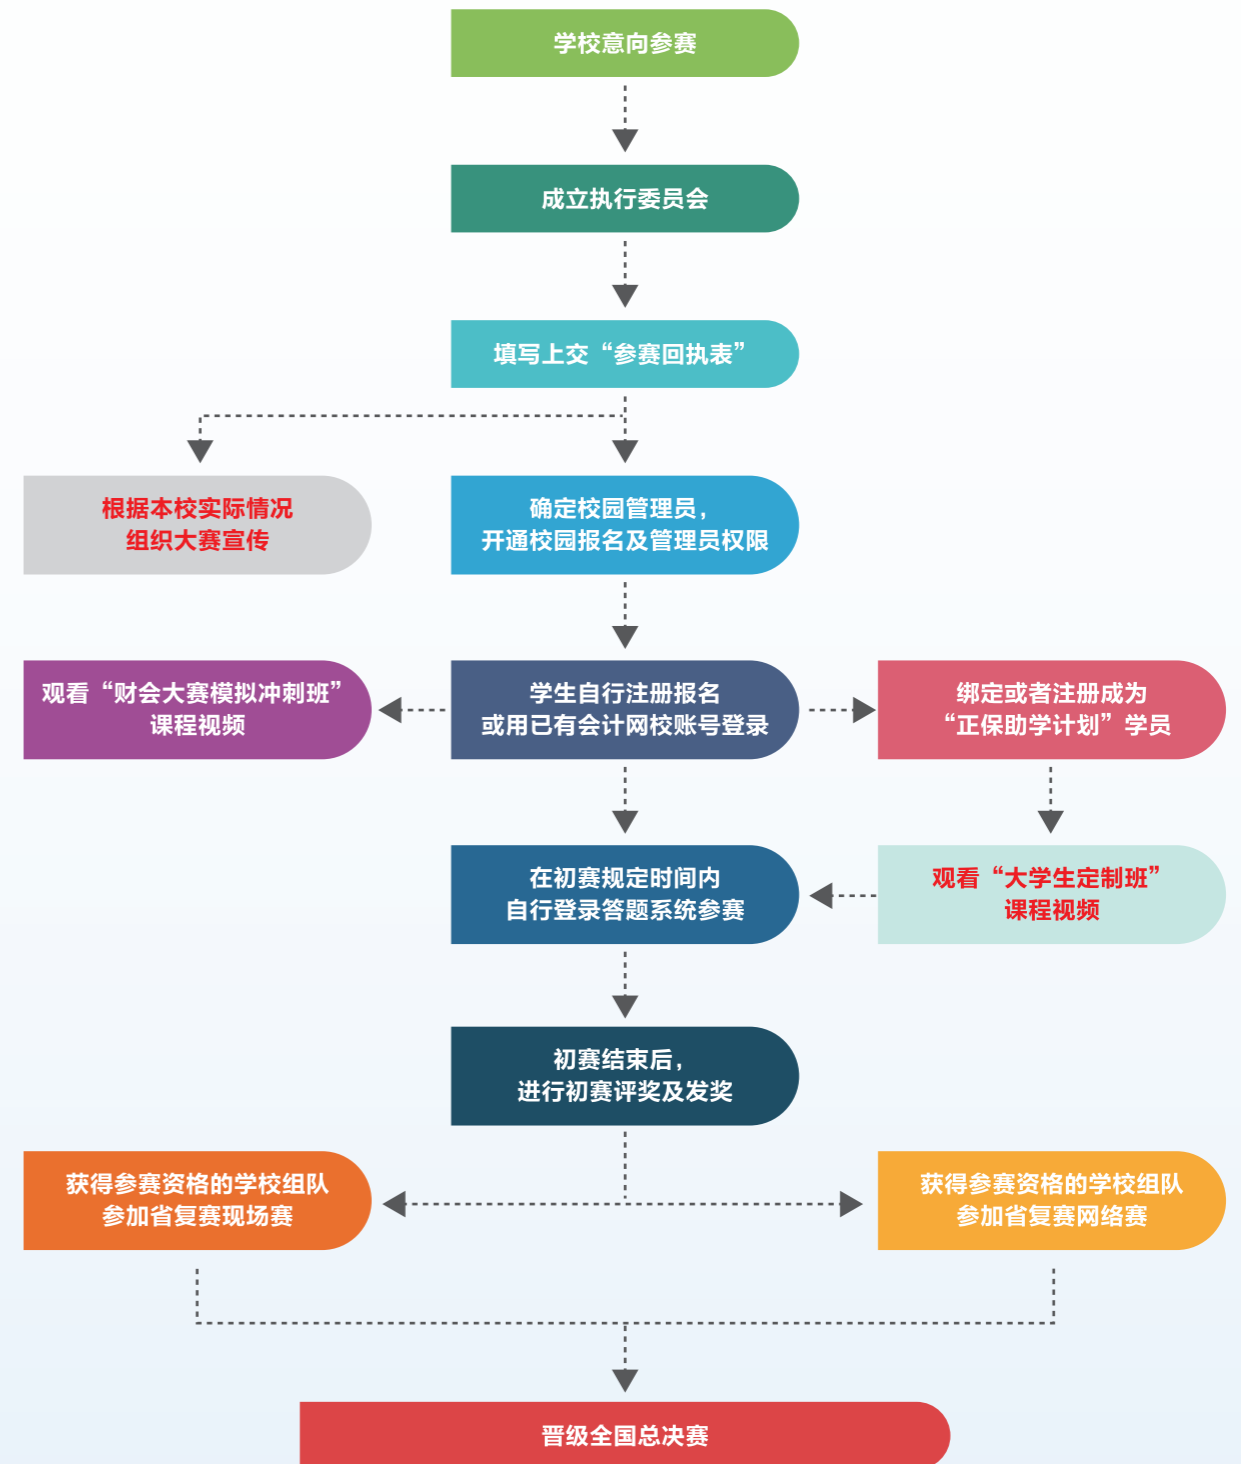 学校意向参赛
成立执行委员会
填写上交“参赛回执表”
根据本校实际情况
组织大赛宣传
确定校园管理员，
开通校园报名及管理员权限
观看“财会大赛模拟冲刺班”
课程视频
学生自行注册报名
或用已有会计网校账号登录
绑定或者注册成为
“正保助学计划”学员
在初赛规定时间内
自行登录答题系统参赛
观看“大学生定制班”
课程视频
初赛结束后，
进行初赛评奖及发奖
获得参赛资格的学校组队
参加省复赛现场赛
获得参赛资格的学校组队
参加省复赛网络赛
晋级全国总决赛